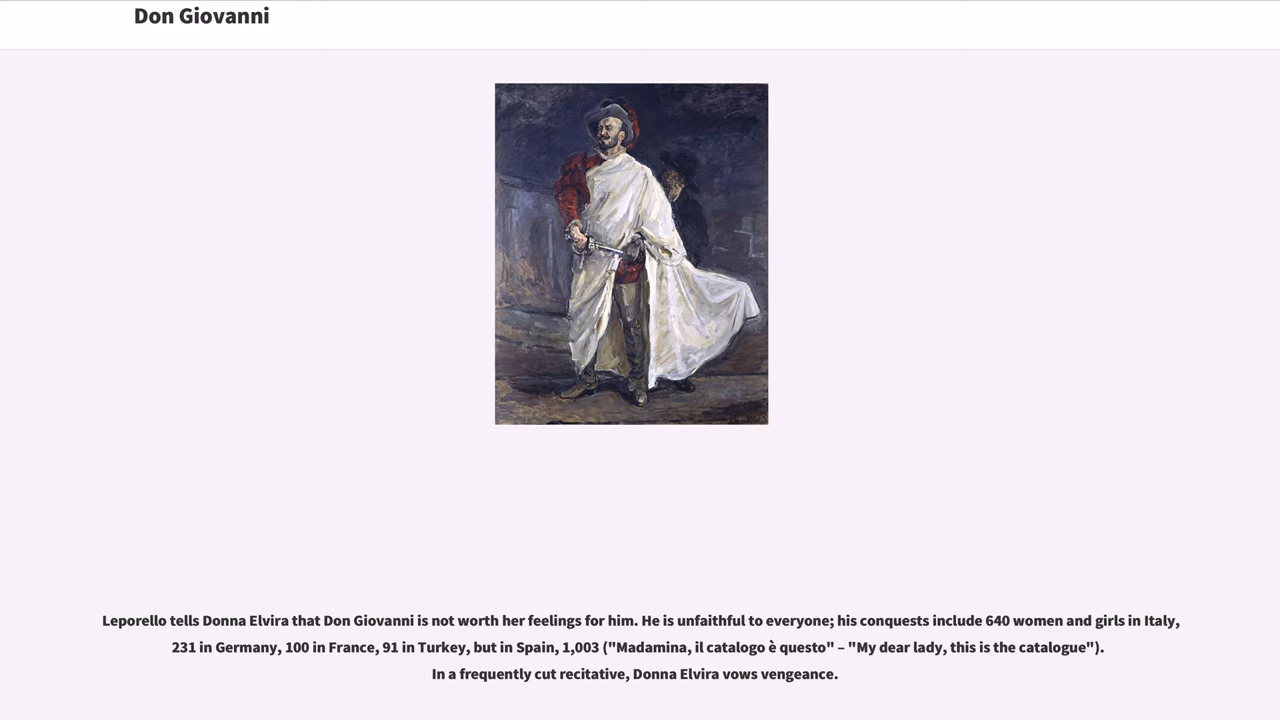 Don Giovanni
Leporello tells Donna Elvira that Don Giovanni is not worth her feelings for him. He is unfaithful to everyone; his conquests include 640 women and girls in Italy,
231 in Germany, 100 in France, 91 in Turkey, but in Spain, 1,003 ("Madamina, il catalogo è questo" – "My dear lady, this is the catalogue").
In a frequently cut recitative, Donna Elvira vows vengeance.